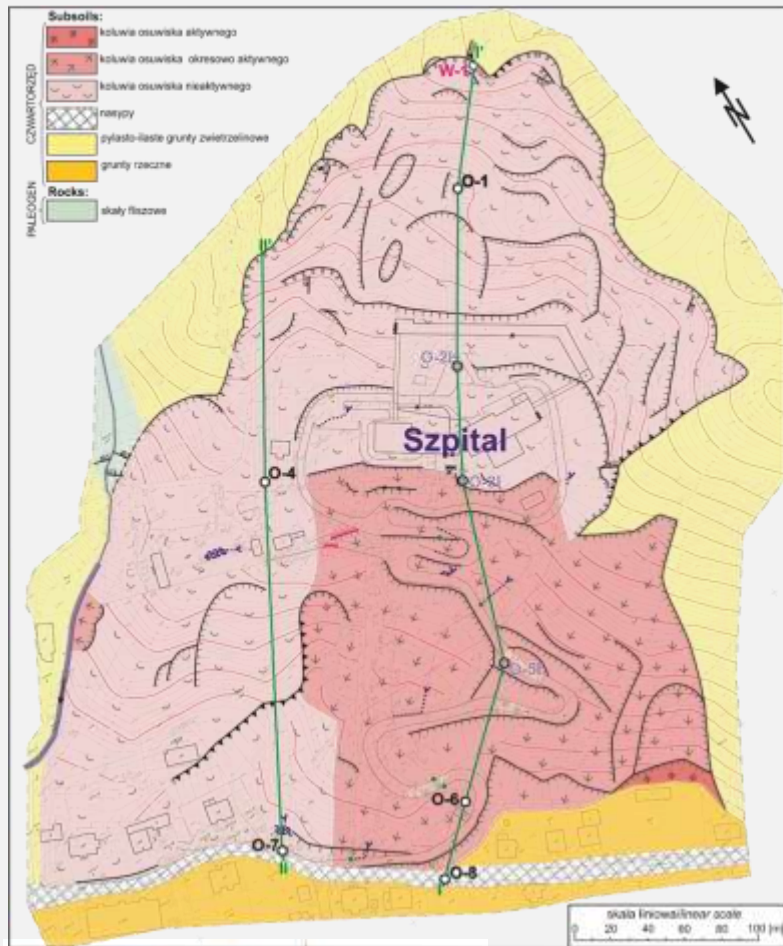 Subsoils:
koluwia osuwiska aktywnego
koluwia osuwiska okresowo aktywnego
koluwia osuwiska nieaktywnego
nasypy
pylasto-ilaste grunty zwietrzelinowe
grunty rzeczne
Rocks:
skały fliszowe
CZWARTORZĘD
PALEOGEN
I'
W-1
N
O-1
II'
Szpital
O-4
O-6
O-7
II
O-8
skala liniowa/linear scale
0 20 40 60 80 100